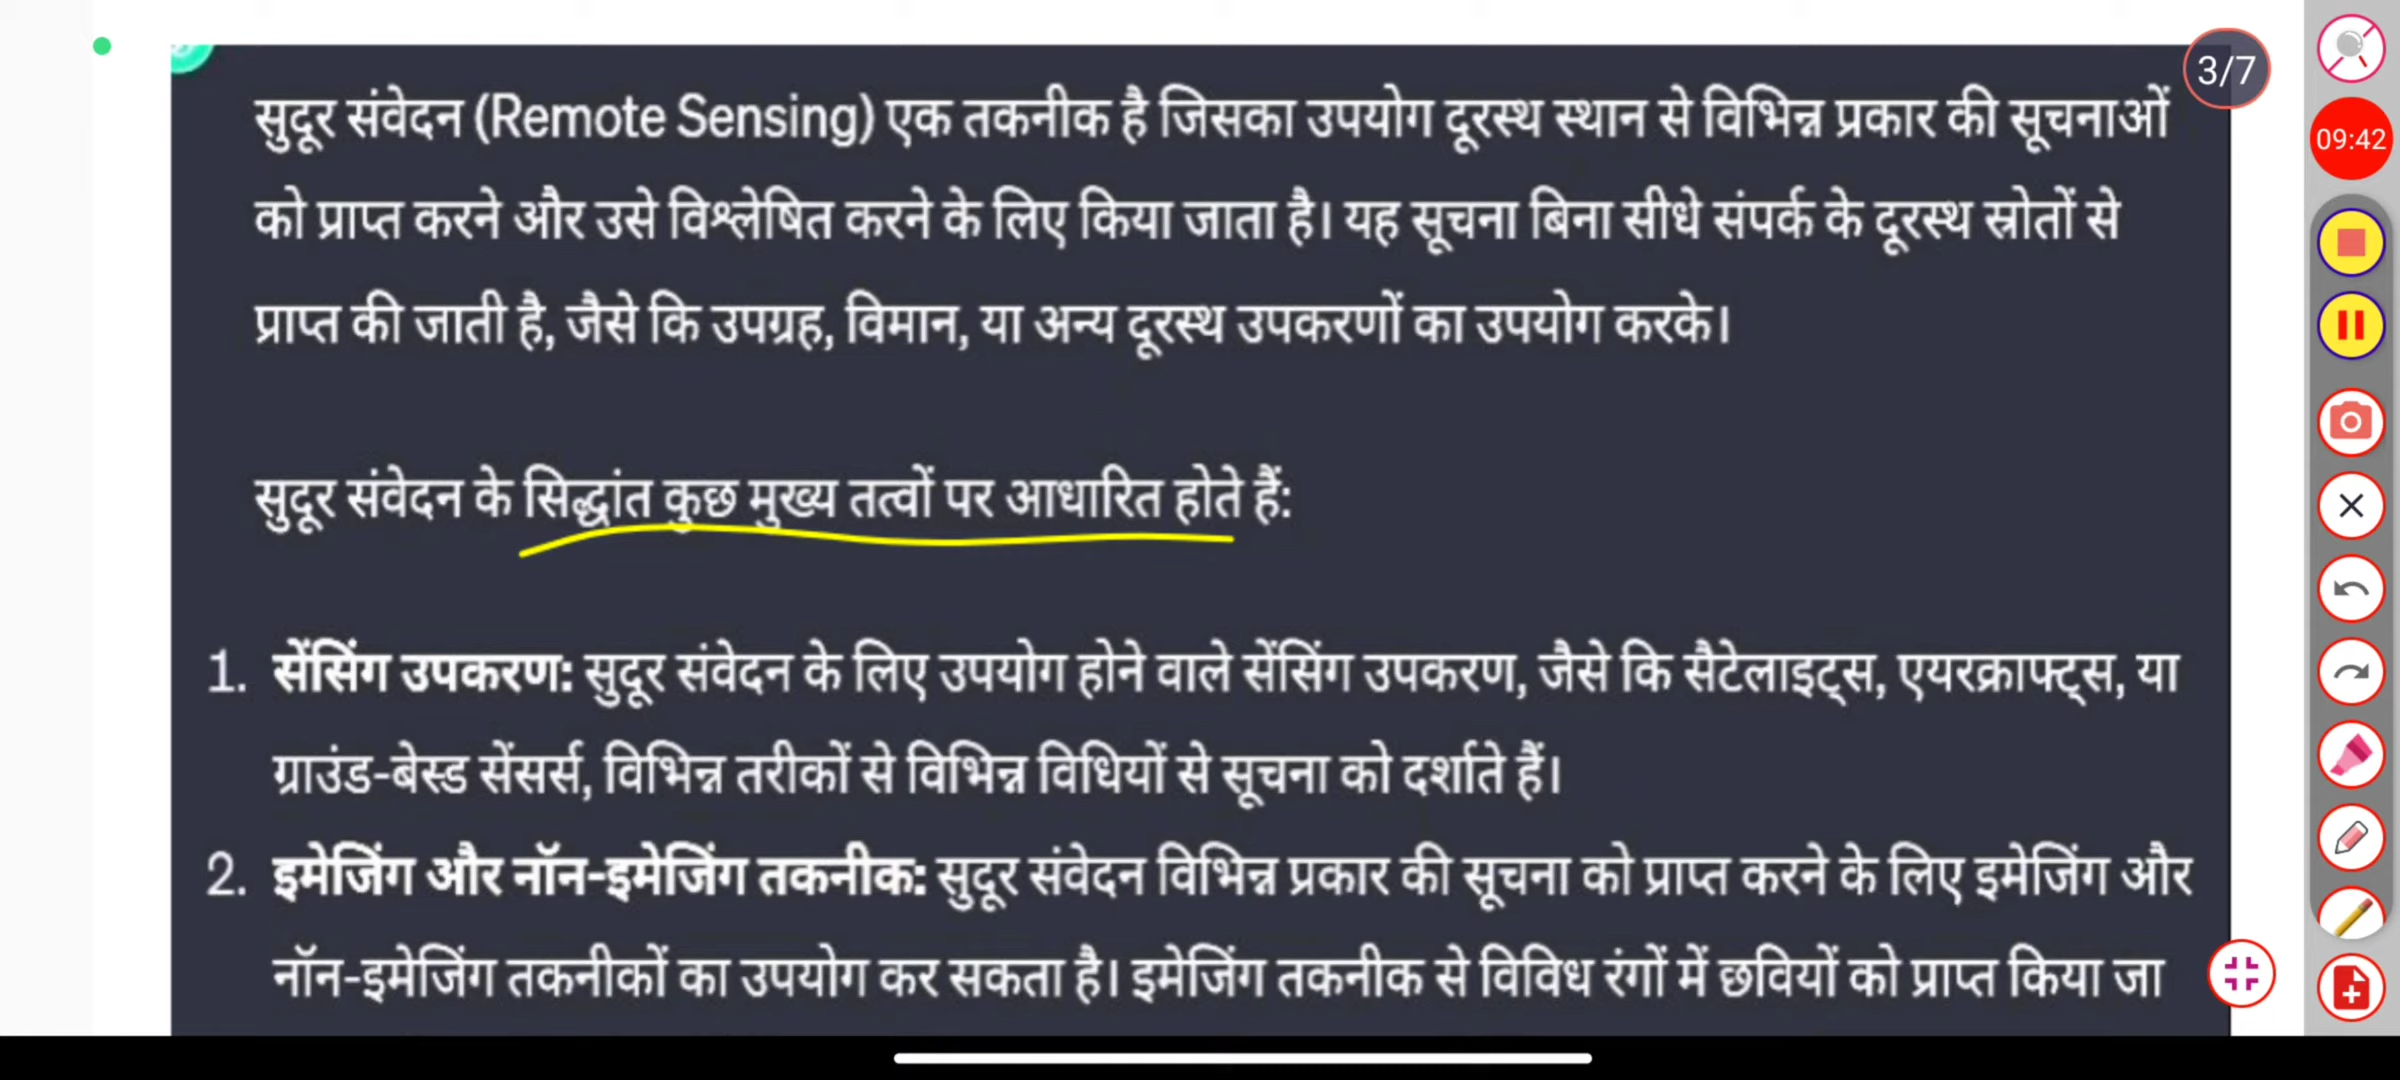 3/7
09:42
सुदूर संवेदन (Remote Sensing) एक तकनीक है जिसका उपयोग दूरस्थ स्थान से विभिन्न प्रकार की सूचनाओं
को प्राप्त करने और उसे विश्लेषित करने के लिए किया जाता है। यह सूचना बिना सीधे संपर्क के दूरस्थ स्रोतों से
प्राप्त की जाती है, जैसे कि उपग्रह, विमान, या अन्य दूरस्थ उपकरणों का उपयोग करके।
सुदूर संवेदन के सिद्धांत कुछ मुख्य तत्वों पर आधारित होते हैं:
1. सेंसिंग उपकरण: सुदूर संवेदन के लिए उपयोग होने वाले सेंसिंग उपकरण, जैसे कि सैटेलाइट्स, एयरक्राफ्ट्स, या
ग्राउंड-बेस्ड सेंसर्स, विभिन्न तरीकों से विभिन्न विधियों से सूचना को दर्शाते हैं।
2. इमेजिंग और नॉन-इमेजिंग तकनीक: सुदूर संवेदन विभिन्न प्रकार की सूचना को प्राप्त करने के लिए इमेजिंग और
नॉन-इमेजिंग तकनीकों का उपयोग कर सकता है। इमेजिंग तकनीक से विविध रंगों में छवियों को प्राप्त किया जा